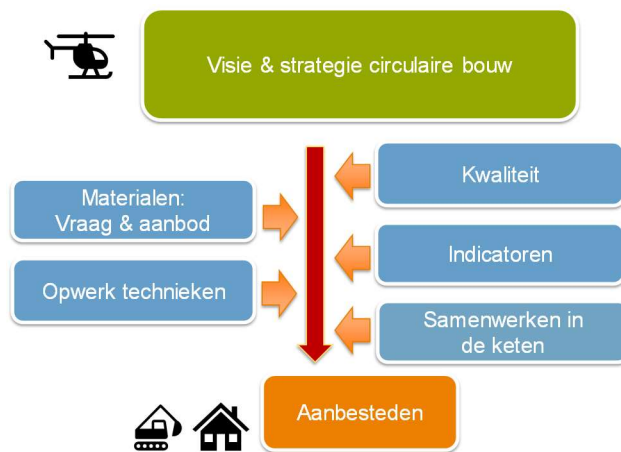 Visie & strategie circulaire bouw
Kwaliteit
Materialen:
Vraag & aanbod
Indicatoren
Opwerk technieken
Samenwerken in
de keten
Aanbesteden